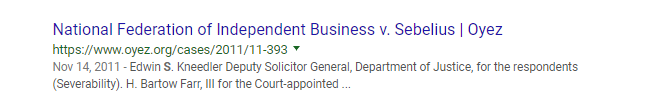 National Federation of Independent Business v. Sebelius | Oyez
https://www.oyez.org/cases/2011/11-393
Nov 14, 2011 - Edwin S. Kneedler Deputy Solicitor General, Department of Justice, for the respondents
(Severability). H. Bartow Farr, III for the Court-appointed ...